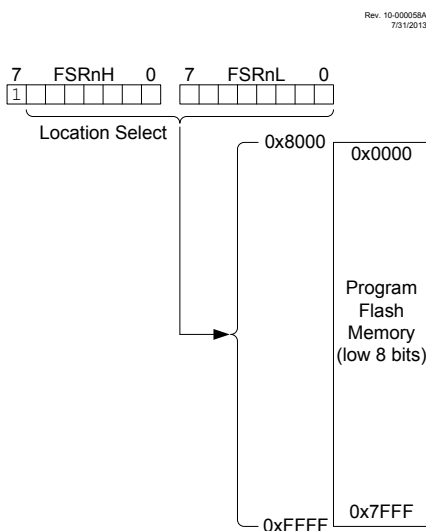 Rev. 10-000058A
7/31/2013
7 FSRnH 0 7 FSRnL 0
1
Location Select
0x8000
0x0000
Program
Flash
Memory
(low 8 bits)
0x7FFF
0xFFFF